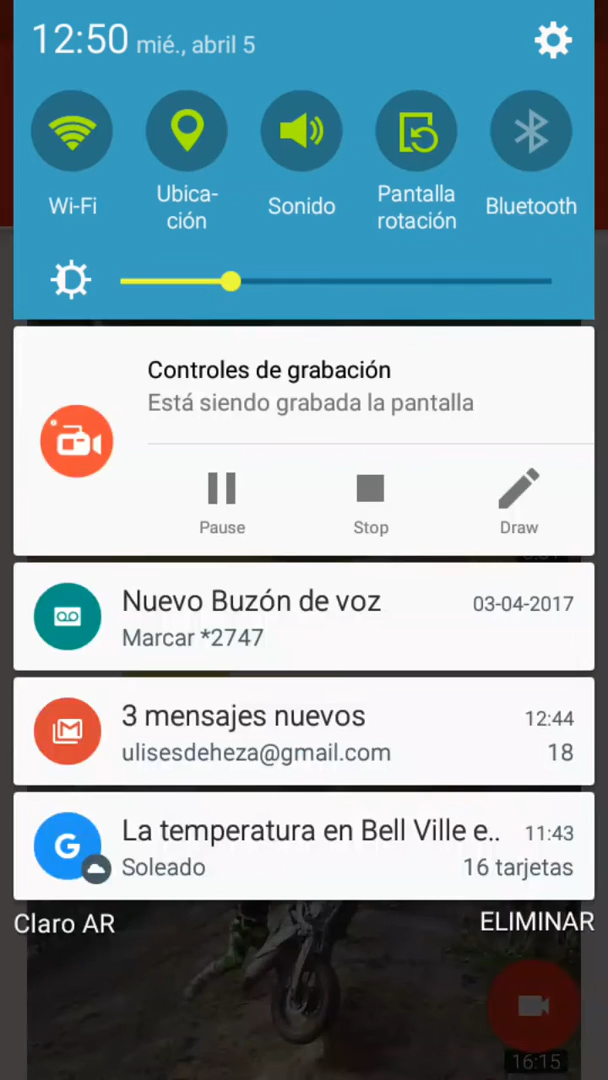 12:50 mié., abril 5
Wi-Fi
Ubica-
ción
Sonido
Pantalla
rotación
Bluetooth
Controles de grabación
Está siendo grabada la pantalla
Pause
Stop
Draw
Nuevo Buzón de voz 03-04-2017
Marcar *2747
3 mensajes nuevos 12:44
ulisesdeheza@gmail.com 18
G
La temperatura en Bell Ville e.. 11:43
Soleado 16 tarjetas
Claro AR ELIMINAR
16:15